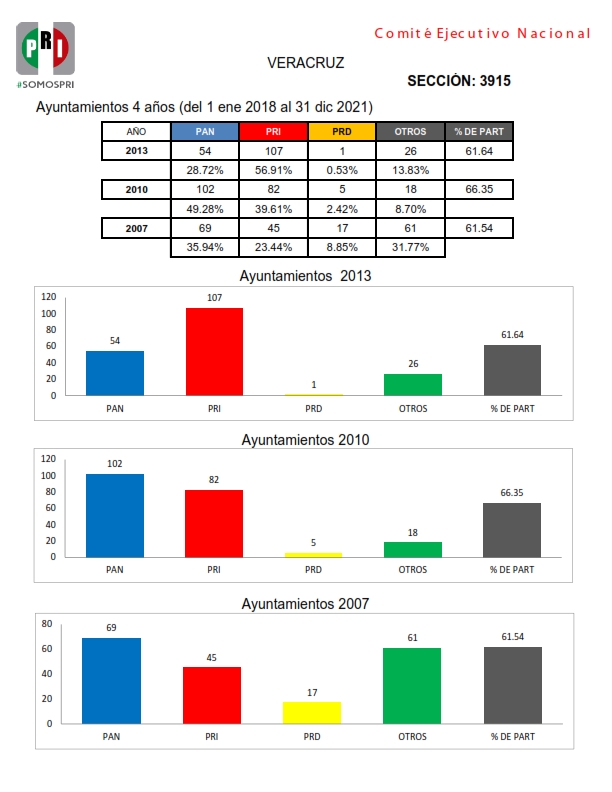 Comité Ejecutivo Nacional
PRI
#SOMOSPRI
VERACRUZ
SECCIÓN: 3915
Ayuntamientos 4 años (del 1 ene 2018 al 31 dic 2021)
AÑO PAN PRI PRD OTROS % DE PART
2013 54 107 1 26 61.64
28.72% 56.91% 0.53% 13.83%
2010 102 82 5 18 66.35
49.28% 39.61% 2.42% 8.70%
2007 69 45 17 61 61.54
35.94% 23.44% 8.85% 31.77%
Ayuntamientos 2013
120
100
80
60
40
20
0
54 107 1 26 61.64
PAN PRI PRD OTROS % DE PART
Ayuntamientos 2010
120
100
80
60
40
20
0
102 82 5 18 66.35
PAN PRI PRD OTROS % DE PART
Ayuntamientos 2007
80
60
40
20
0
69 45 17 61 61.54
PAN PRI PRD OTROS % DE PART